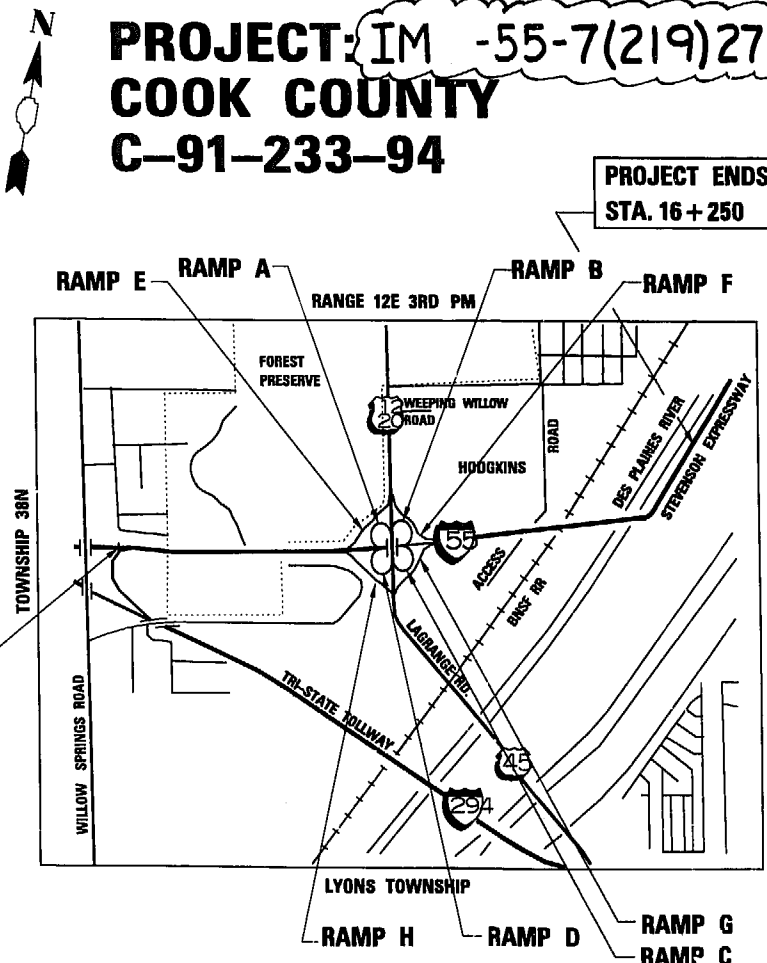 N
PROJECT: IM -55-7(219)27
COOK COUNTY
C-91-233-94
PROJECT ENDS
STA. 16+250
RAMP E
RAMP A
RAMP B
RAMP F
RANGE 12E 3RD PM
FOREST
PRESERVE
12
20
WEEPING WILLOW
ROAD
HODGKINS
ROAD
DES PLAINES RIVER
STEVENSON EXPRESSWAY
TOWNSHIP 38N
55
ACCESS
BNSF RR
LAGRANGE RD.
TRI-STATE TOLLWAY
WILLOW SPRINGS ROAD
45
294
LYONS TOWNSHIP
RAMP H
RAMP D
RAMP G
RAMP C